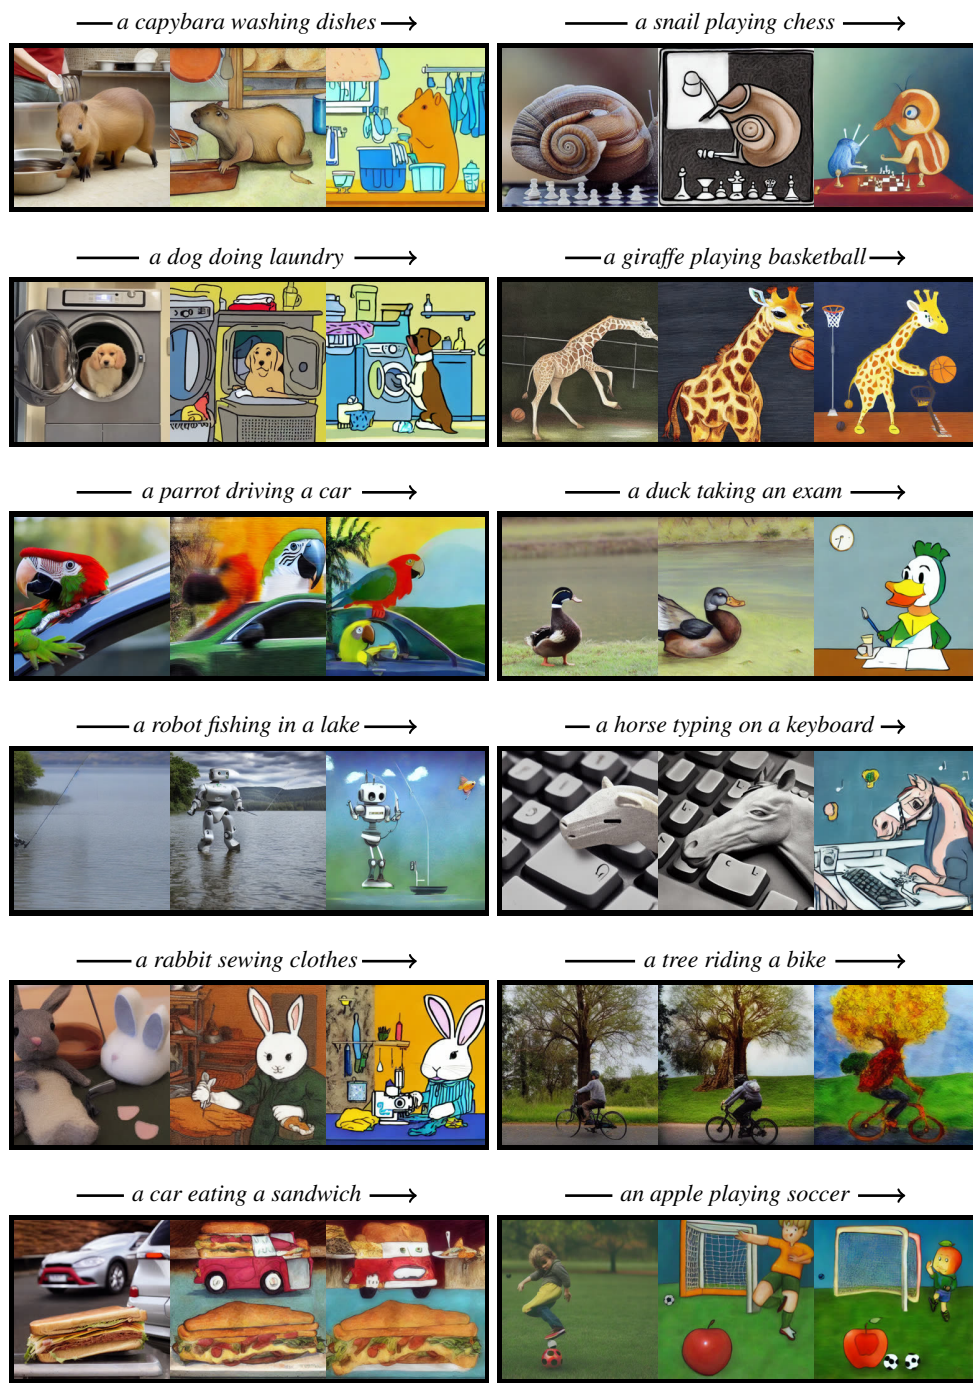 a capybara washing dishes
a snail playing chess
a dog doing laundry
a giraffe playing basketball
a parrot driving a car
a duck taking an exam
a robot fishing in a lake
a horse typing on a keyboard
a rabbit sewing clothes
a tree riding a bike
a car eating a sandwich
an apple playing soccer